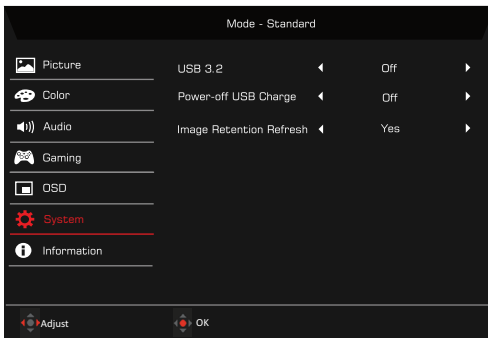 Mode - Standard
Picture
Color
Audio
Gaming
OSD
System
Information
USB 3.2 Off
Power-off USB Charge Off
Image Retention Refresh Yes
Adjust OK